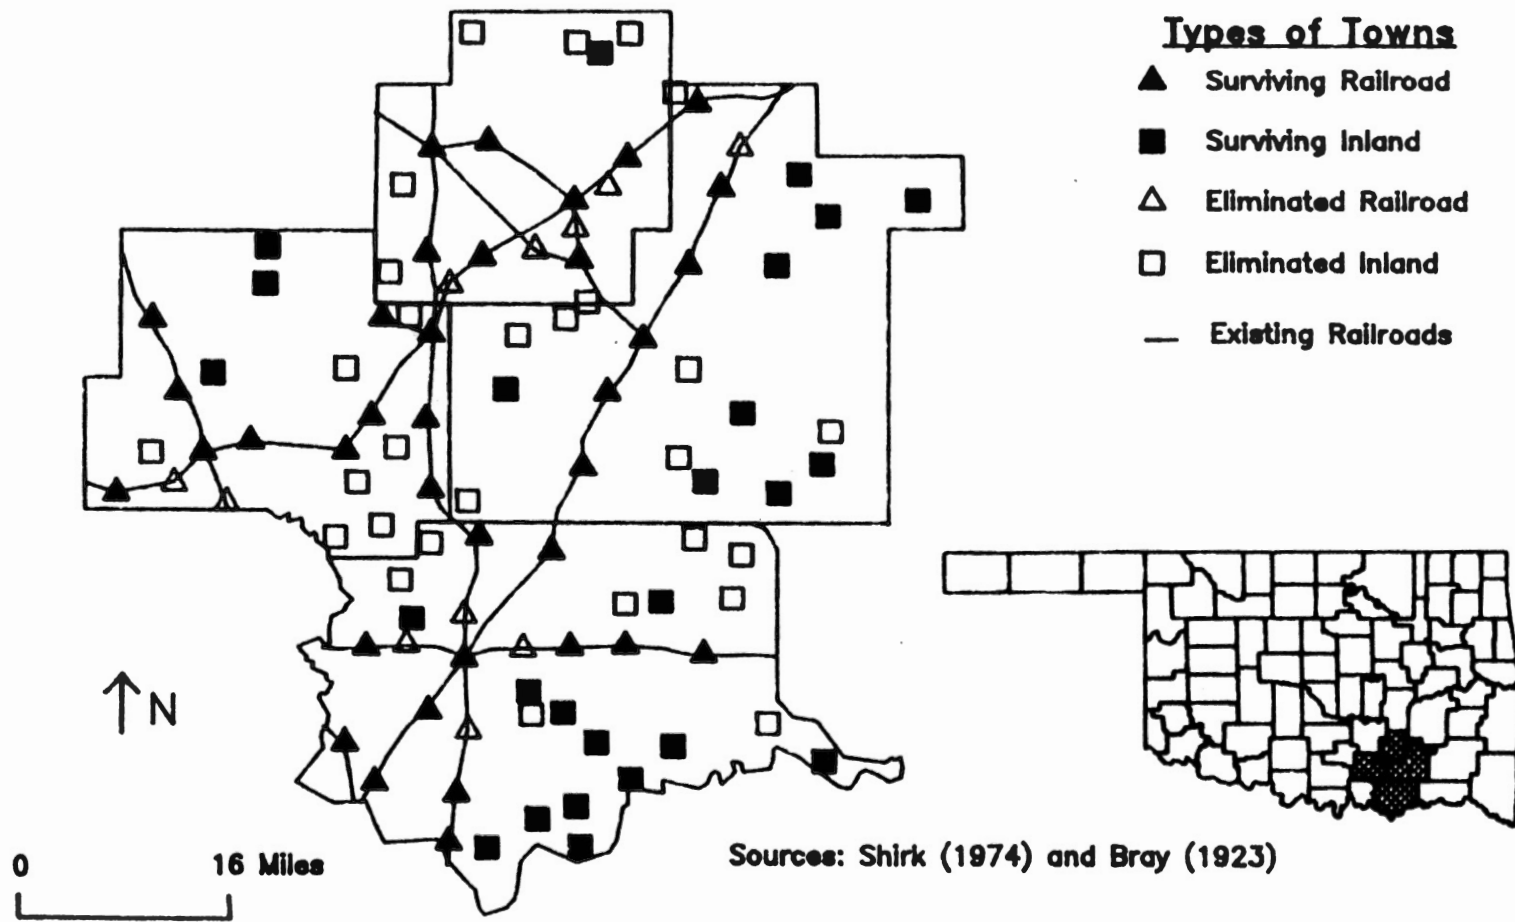 Types of Towns
Surviving Railroad
Surviving Inland
Eliminated Railroad
Eliminated Inland
Existing Railroads
N
0 16 Miles
Sources: Shirk (1974) and Bray (1923)